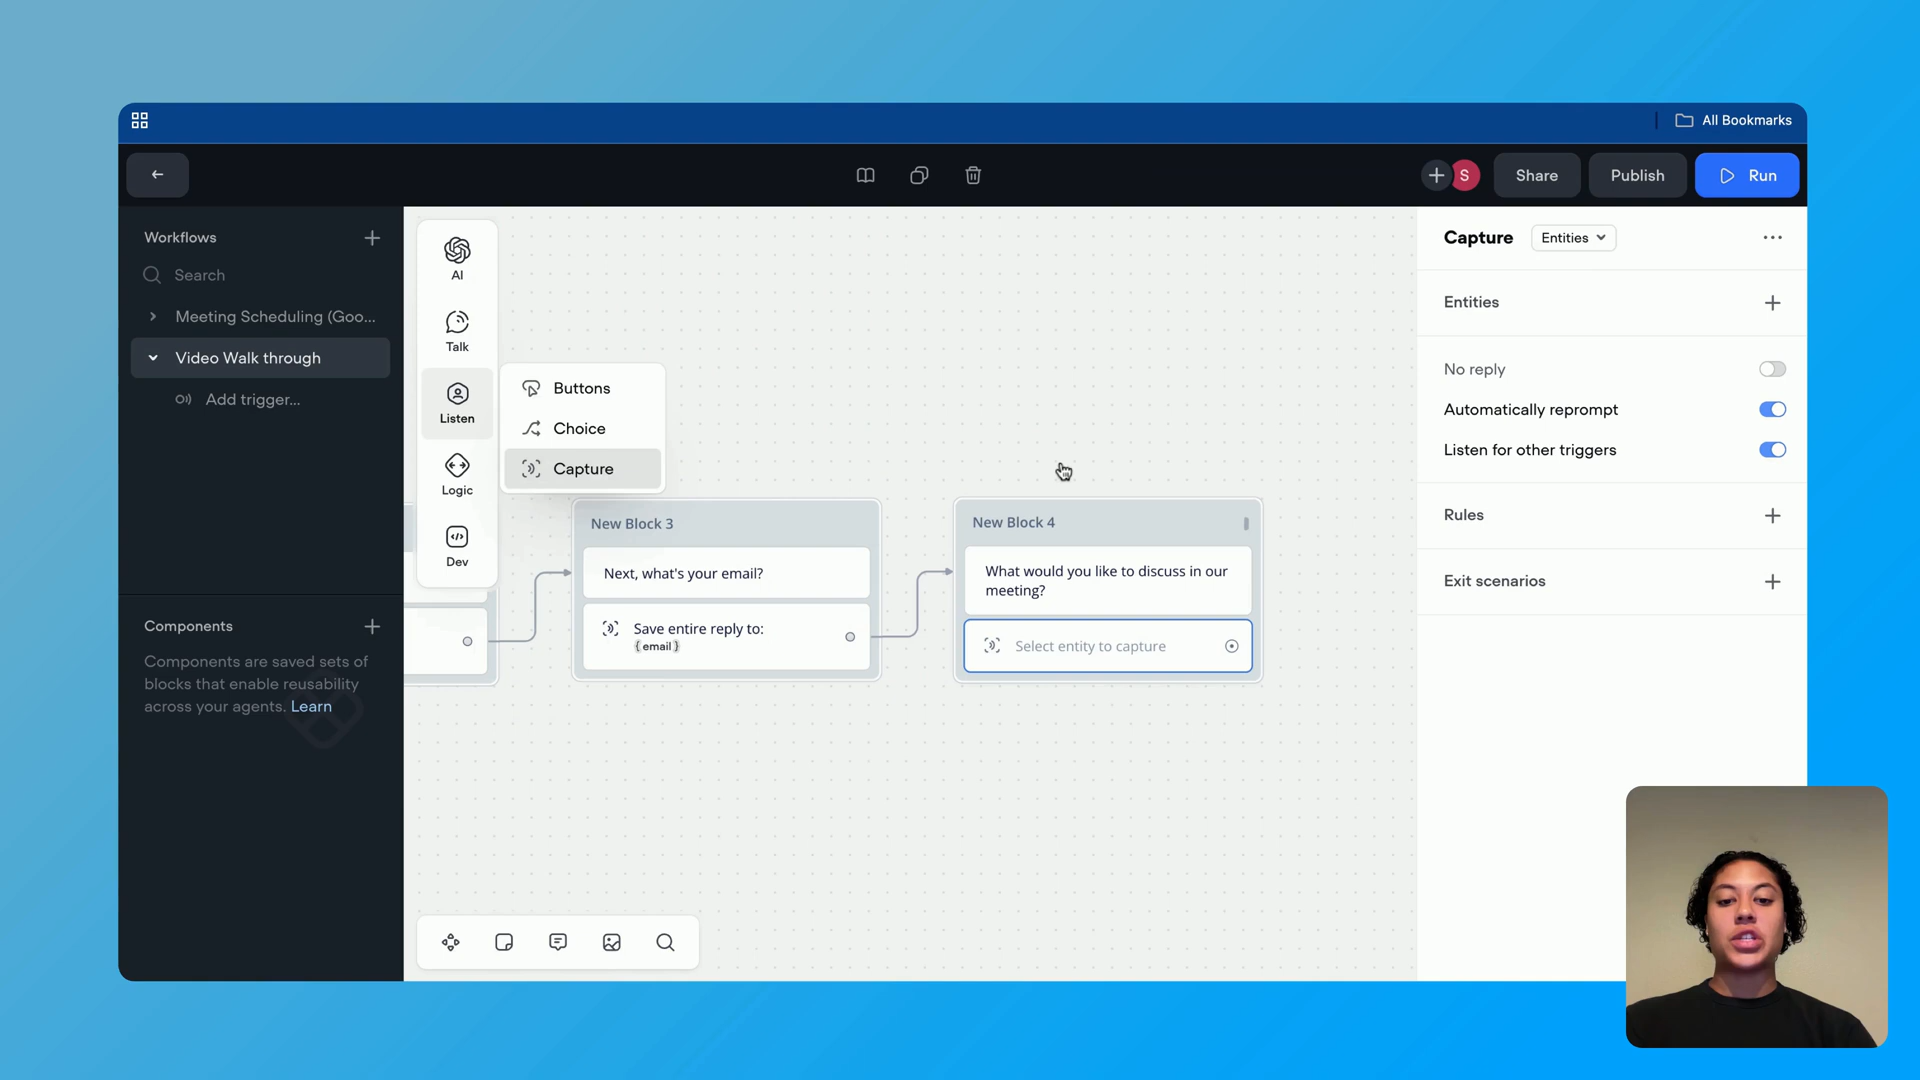 All Bookmarks
S
Share
Publish
Run
Workflows
Search
Meeting Scheduling (Goo...
Video Walk through
Add trigger...
Components
Components are saved sets of
blocks that enable reusability
across your agents. Learn
AI
Talk
Listen
Logic
Dev
Buttons
Choice
Capture
New Block 3
Next, what's your email?
Save entire reply to:
{email}
New Block 4
What would you like to discuss in our
meeting?
Select entity to capture
Capture
Entities
Entities
No reply
Automatically reprompt
Listen for other triggers
Rules
Exit scenarios